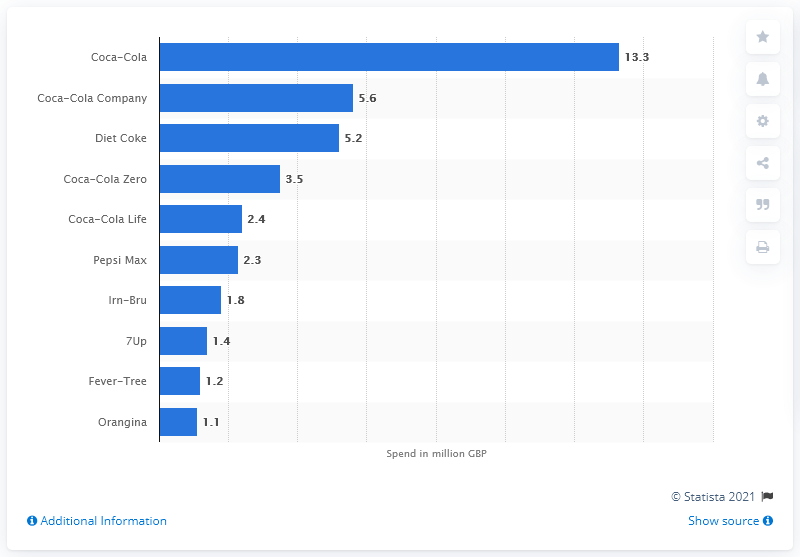 Coca-Cola 13.3
Coca-Cola Company 5.6
Diet Coke 5.2
Coca-Cola Zero 3.5
Coca-Cola Life 2.4
Pepsi Max 2.3
Irn-Bru 1.8
7Up 1.4
Fever-Tree 1.2
Orangina 1.1
Spend in million GBP
© Statista 2021
Additional Information Show source